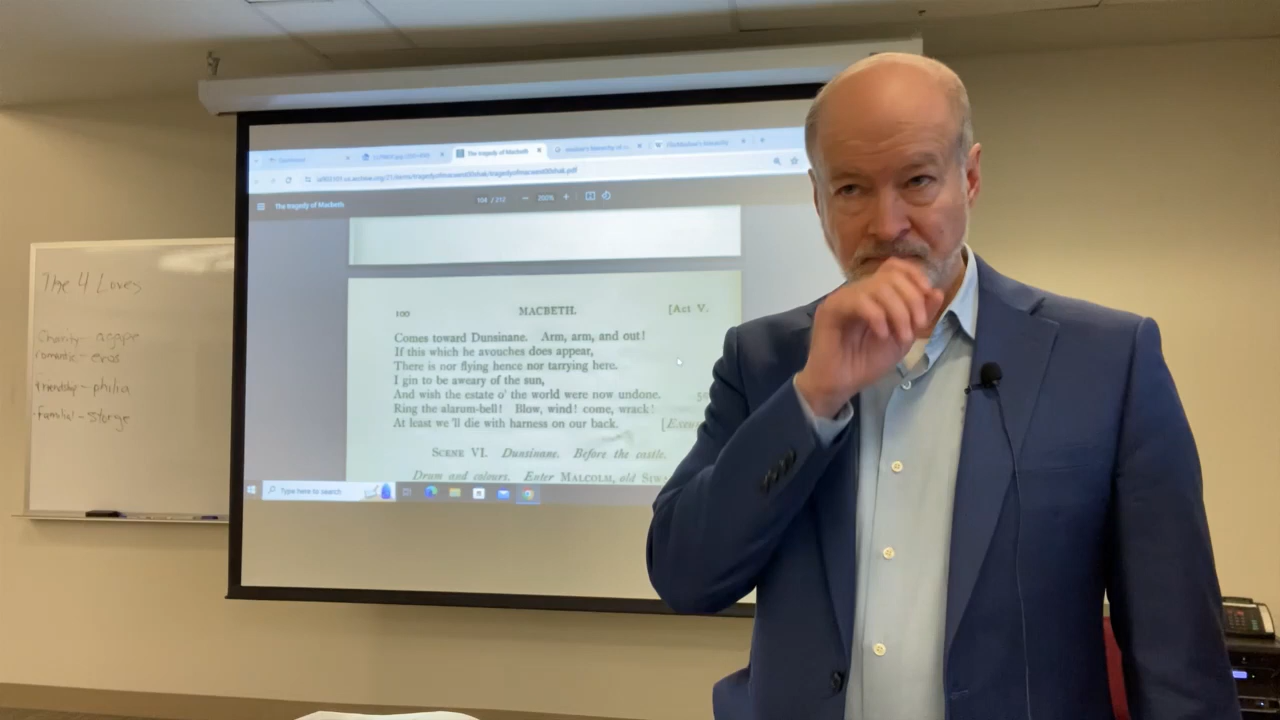 The 4 Loves
Charity - agape
romantic - eros
friendship - philia
Familial - storge
The tragedy of Macbeth
The tragedy of Macbeth
104 / 212
200%
100 MACBETH. [Act V.
Comes toward Dunsinane. Arm, arm, and out!
If this which he avouches does appear,
There is nor flying hence nor tarrying here.
I gin to be aweary of the sun,
And wish the estate o' the world were now undone.
Ring the alarum-bell! Blow, wind! come, wrack!
At least we'll die with harness on our back.
SCENE VI. Dunsinane. Before the castle.
Drum and colours. Enter MALCOLM, old
Type here to search